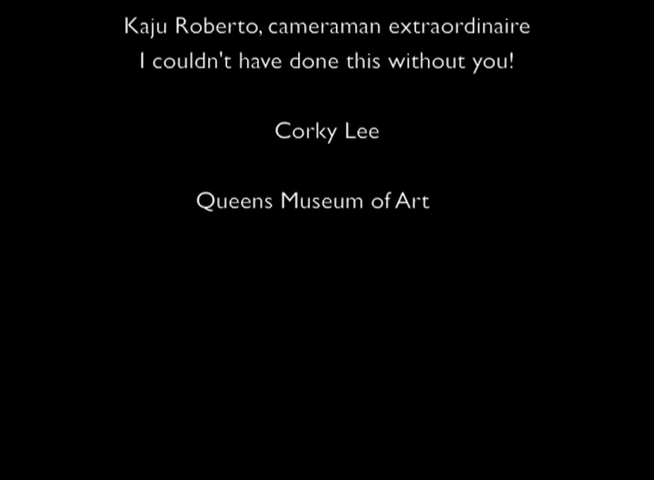 Kaju Roberto, cameraman extraordinaire
I couldn't have done this without you!
Corky Lee
Queens Museum of Art